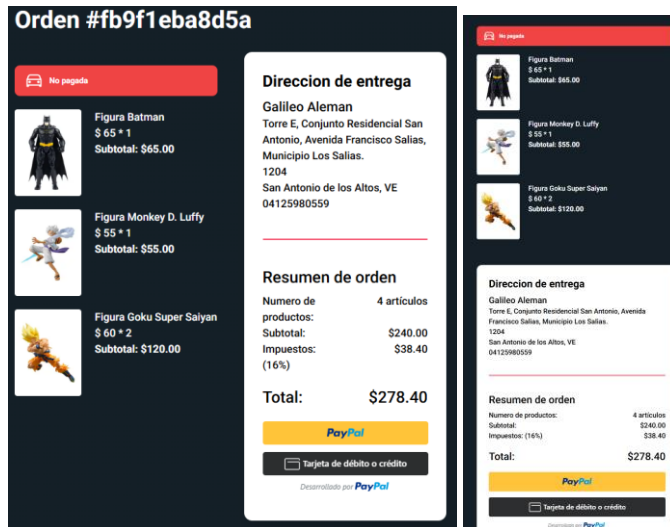 Orden #fb9f1eba8d5a
No pagada
Figura Batman
$ 65 * 1
Subtotal: $65.00
Figura Monkey D. Luffy
$ 55 * 1
Subtotal: $55.00
Figura Goku Super Saiyan
$ 60 * 2
Subtotal: $120.00
Direccion de entrega
Galileo Aleman
Torre E, Conjunto Residencial San
Antonio, Avenida Francisco Salias,
Municipio Los Salias.
1204
San Antonio de los Altos, VE
04125980559
Resumen de orden
Numero de 4 artículos
productos:
Subtotal: $240.00
Impuestos: $38.40
(16%)
Total: $278.40
PayPal
Tarjeta de débito o crédito
Desarrollado por PayPal
No pagada
Figura Batman
$ 65 * 1
Subtotal: $65.00
Figura Monkey D. Luffy
$ 55 * 1
Subtotal: $55.00
Figura Goku Super Saiyan
$ 60 * 2
Subtotal: $120.00
Direccion de entrega
Galileo Aleman
Torre E, Conjunto Residencial San Antonio, Avenida
Francisco Salias, Municipio Los Salias.
1204
San Antonio de los Altos, VE
04125980559
Resumen de orden
Numero de productos: 4 artículos
Subtotal: $240.00
Impuestos: (16%) $38.40
Total: $278.40
PayPal
Tarjeta de débito o crédito
Desarrollado por PayPal